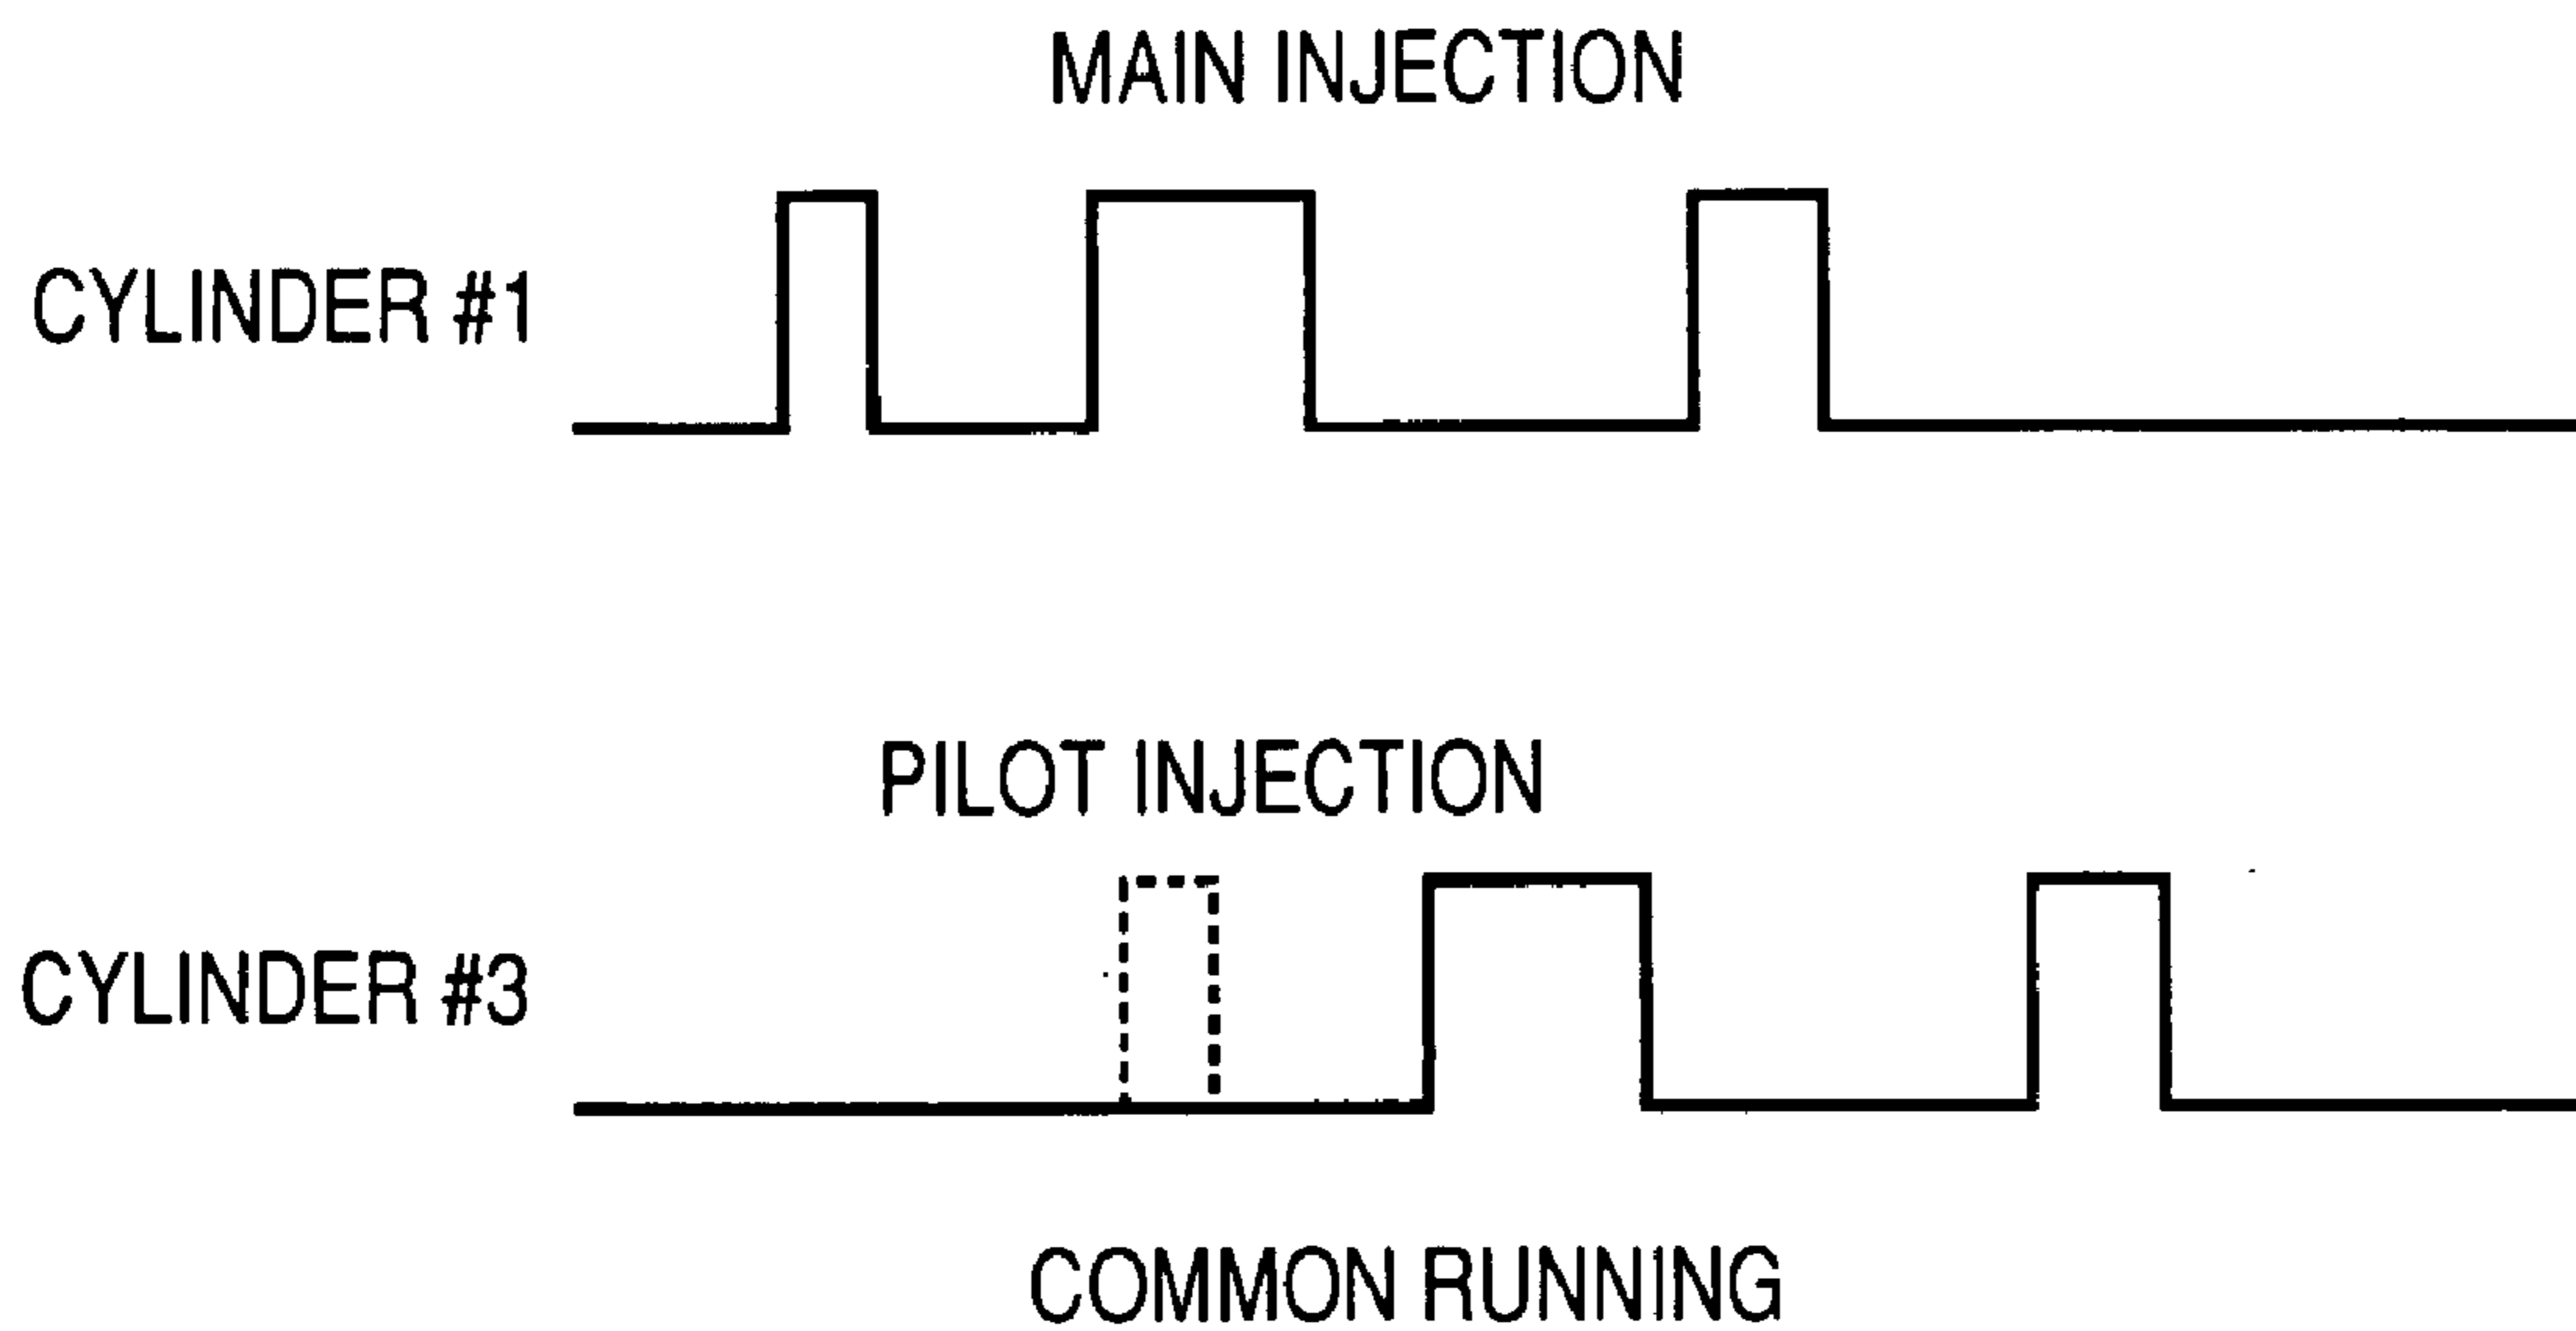 MAIN INJECTION
CYLINDER #1
PILOT INJECTION
CYLINDER #3
COMMON RUNNING